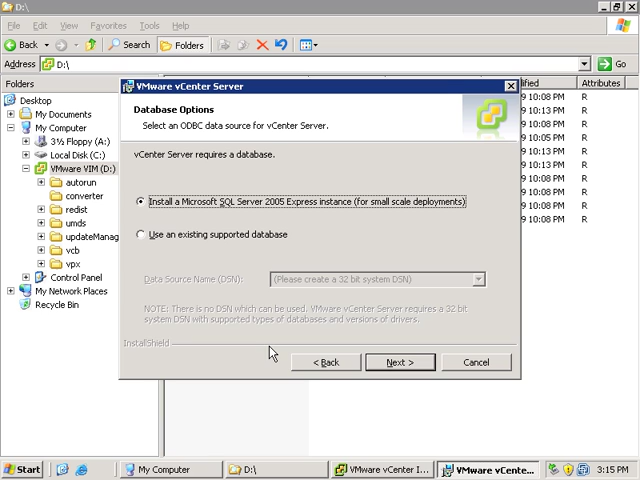 D:\
File Edit View Favorites Tools Help
Back Search Folders
Address D:\ Go
Folders
Desktop
My Documents
My Computer
3½ Floppy (A:)
Local Disk (C:)
VMware VIM (D:)
autorun
converter
redist
umds
updateManag
vcb
vpx
Control Panel
My Network Places
Recycle Bin
dified Attributes
9 10:08 PM R
9 10:13 PM R
9 10:08 PM R
9 10:05 PM R
9 10:13 PM R
9 10:13 PM R
9 10:08 PM R
9 10:08 PM R
9 10:08 PM R
9 10:08 PM R
VMware vCenter Server
Database Options
Select an ODBC data source for vCenter Server.
vCenter Server requires a database.
Install a Microsoft SQL Server 2005 Express instance (for small scale deployments)
Use an existing supported database
Data Source Name (DSN): (Please create a 32 bit system DSN)
NOTE: There is no DSN which can be used. VMware vCenter Server requires a 32 bit
system DSN with supported types of databases and versions of drivers.
InstallShield
< Back Next > Cancel
Start My Computer D:\ VMware vCenter I... VMware vCente... 3:15 PM